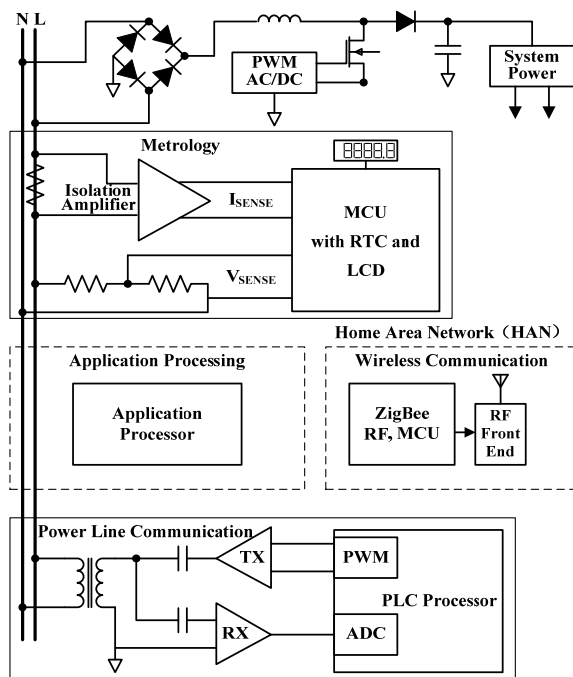 N L
PWM
AC/DC
System
Power
Metrology
Isolation
Amplifier
I SENSE
MCU
with RTC and
LCD
V SENSE
Home Area Network（HAN）
Application Processing
Application
Processor
Wireless Communication
ZigBee
RF, MCU
RF
Front
End
Power Line Communication
TX
PWM
PLC Processor
RX
ADC